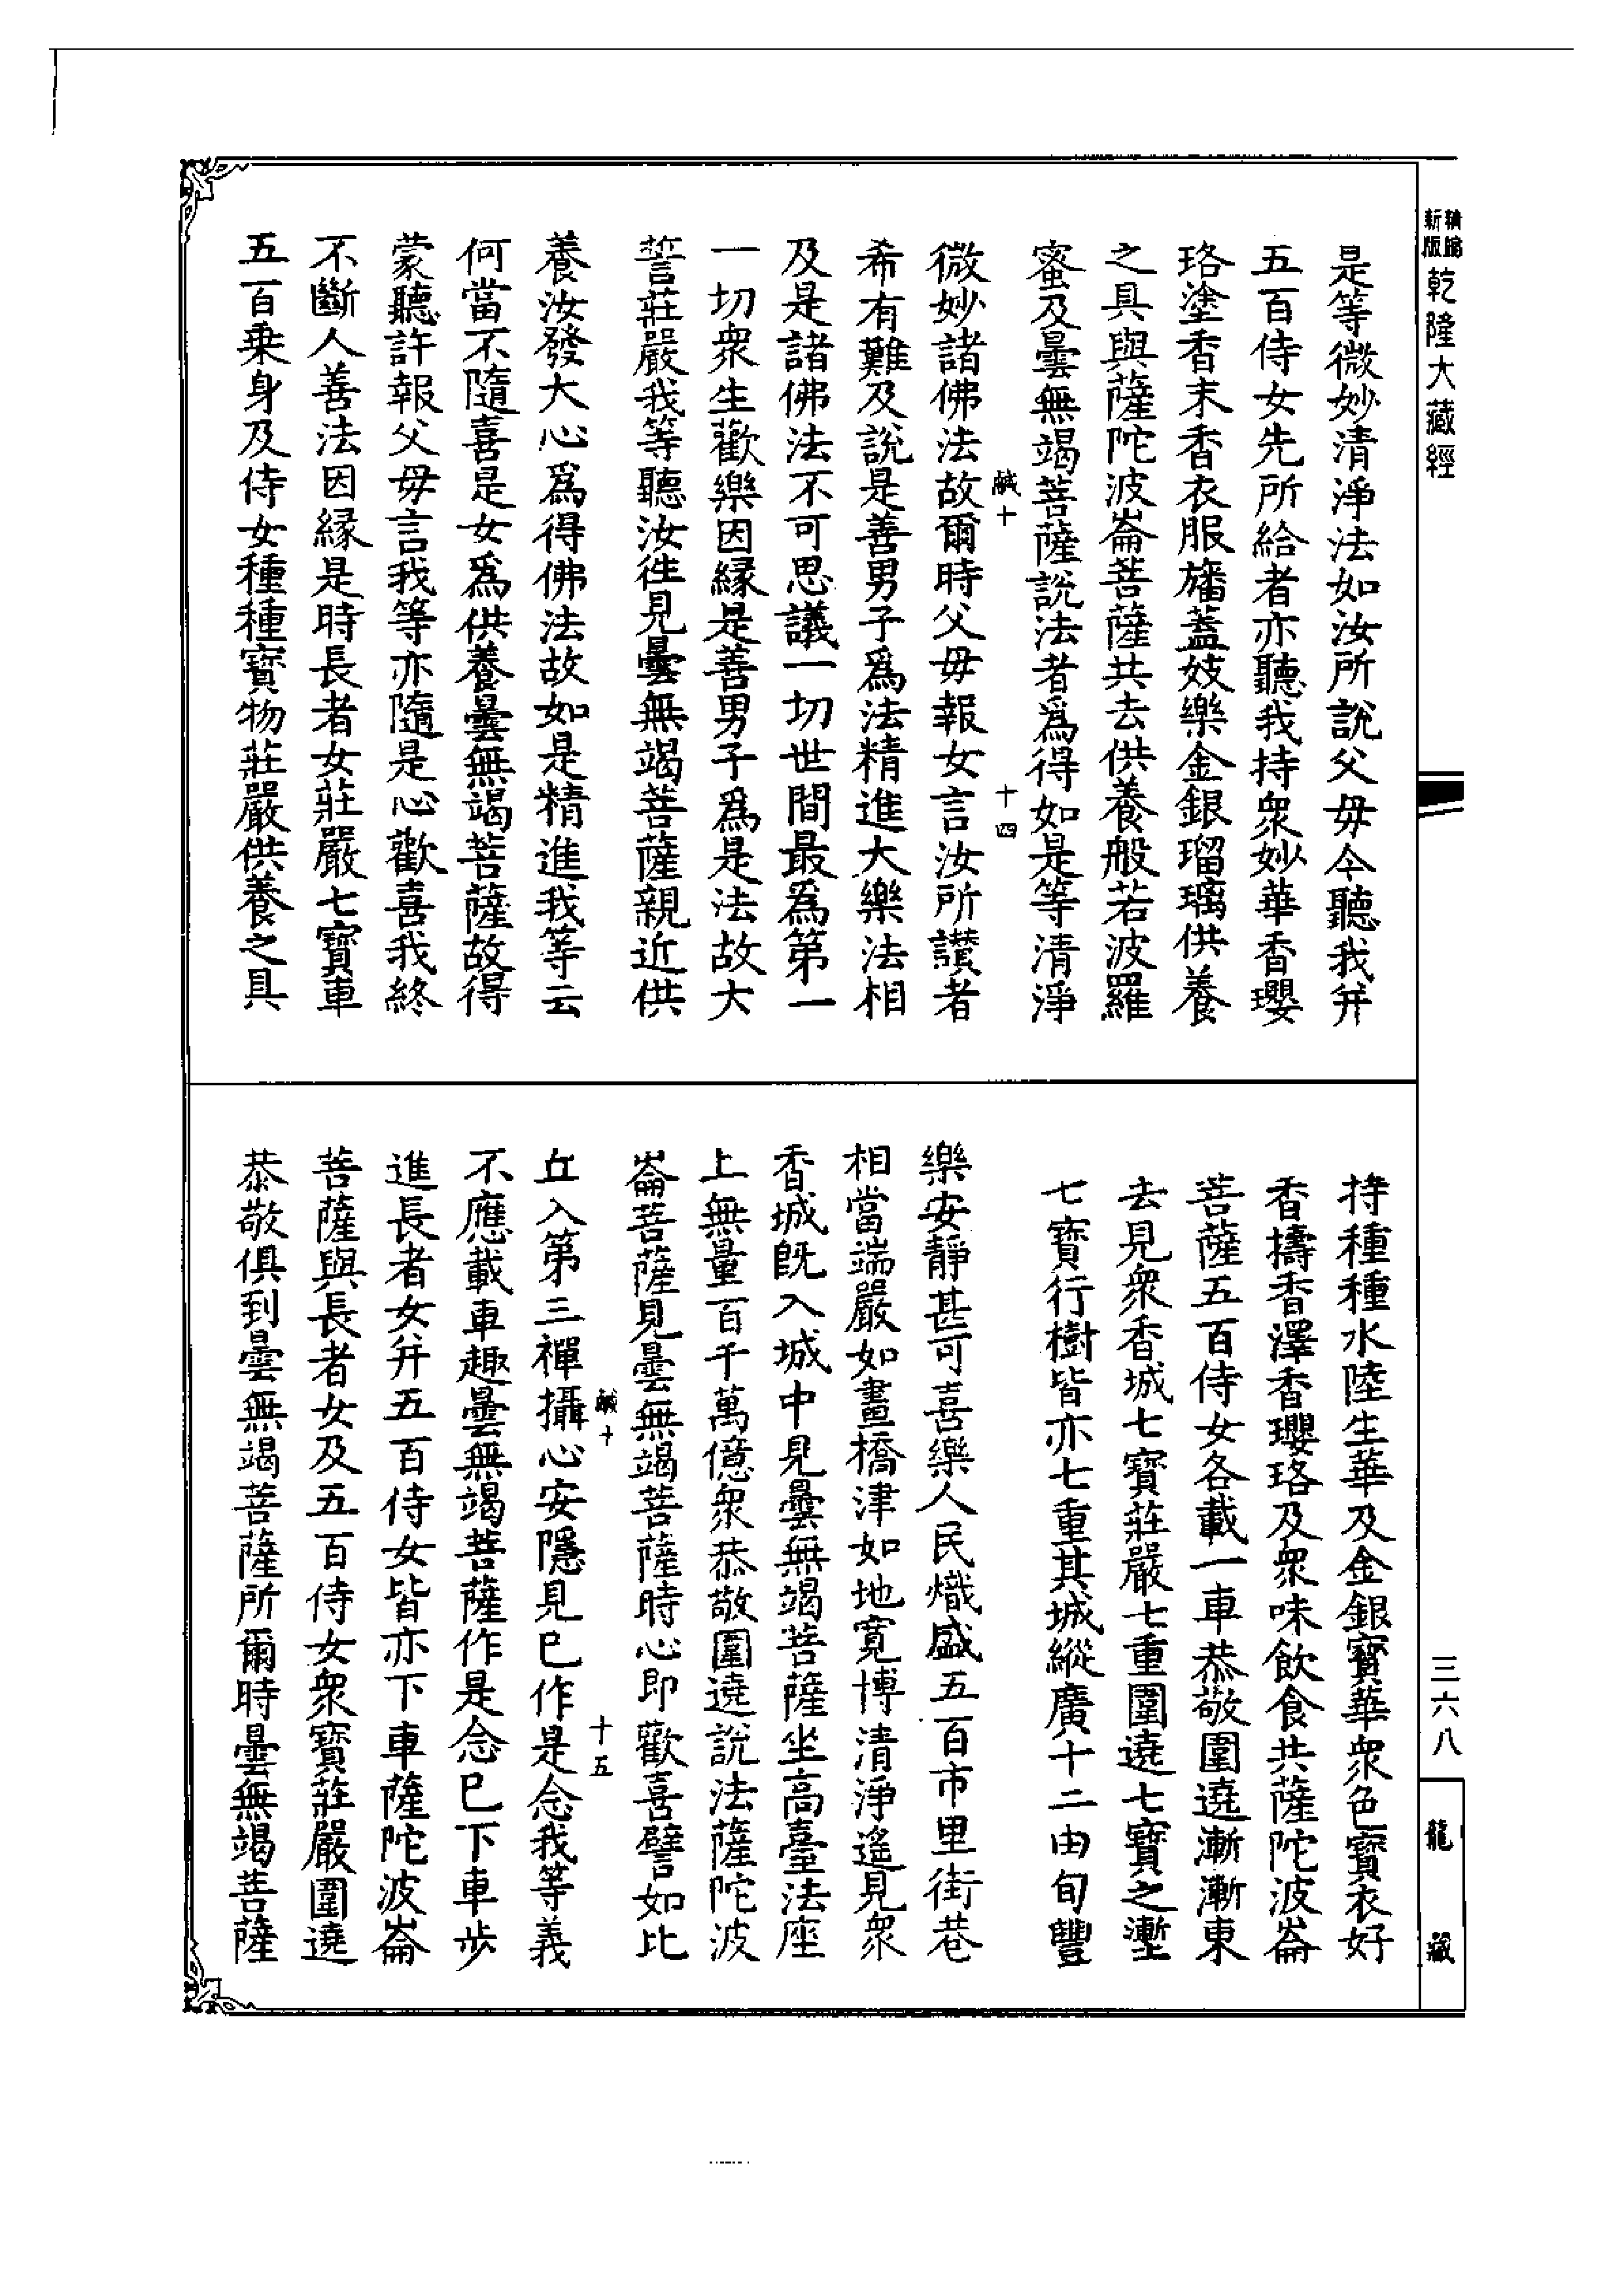 新版 精縮 乾隆大藏經
是等微妙清淨法如汝所說父毋今聽我并
五百侍女先所給者亦聽我持衆妙華香瓔
珞塗香末香衣服旛蓋妓樂金銀瑠璃供養
之具與薩陀波崙菩薩共去供養般若波羅
蜜及曇無竭菩薩說法者爲得如是等清淨
鹹十 十四
微妙諸佛法故爾時父毋報女言汝所讃者
希有難及說是善男子爲法精進大樂法相
及是諸佛法不可思議一切世間最爲第一
一切衆生歡樂因緣是善男子爲是法故大
誓莊嚴我等聽汝徃見曇無竭菩薩親近供
養汝發大心爲得佛法故如是精進我等云
何當不隨喜是女爲供養曇無竭菩薩故得
蒙聽許報父毋言我等亦隨是心歡喜我終
不斷人善法因緣是時長者女莊嚴七寶車
五百乗身及侍女種種寶物莊嚴供養之具
持種種水陸生華及金銀寶華衆色寶衣好
香擣香澤香瓔珞及衆味飲食共薩陀波崙
菩薩五百侍女各載一車恭敬圍遶漸漸東
去見衆香城七寶莊嚴七重圍遶七寶之塹
七寶行樹皆亦七重其城縱廣十二由旬豐
樂安靜甚可喜樂人民熾盛五百市里街巷
相當端嚴如畫橋津如地寬博清淨遙見衆
香城既入城中見曇無竭菩薩坐高臺法座
上無量百千萬億衆恭敬圍遶說法薩陀波
崙菩薩見曇無竭菩薩時心即歡喜譬如比
鹹十 十五
丘入第三禪攝心安隱見巳作是念我等義
不應載車趣曇無竭菩薩作是念巳下車步
進長者女并五百侍女皆亦下車薩陀波崙
菩薩與長者女及五百侍女衆寶莊嚴圍遶
恭敬俱到曇無竭菩薩所爾時曇無竭菩薩
三六八
龍藏